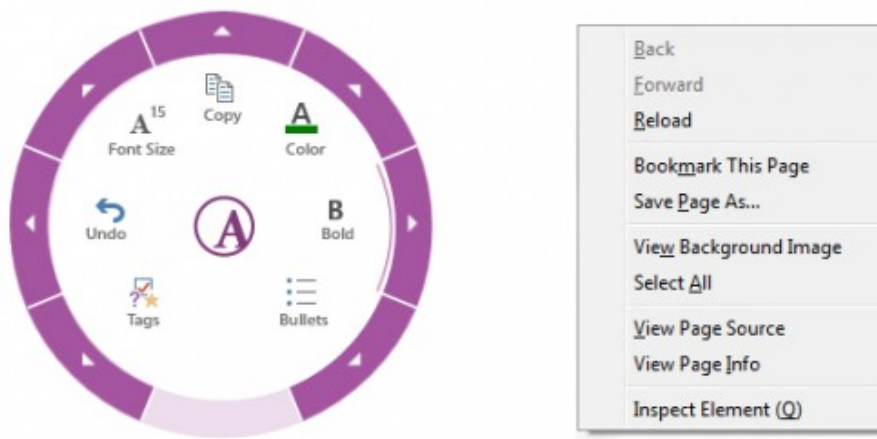 Copy
A 15
Font Size
A
Color
Undo
A
B
Bold
?
Tags
Bullets
Back
Forward
Reload
Bookmark This Page
Save Page As...
View Background Image
Select All
View Page Source
View Page Info
Inspect Element (Q)